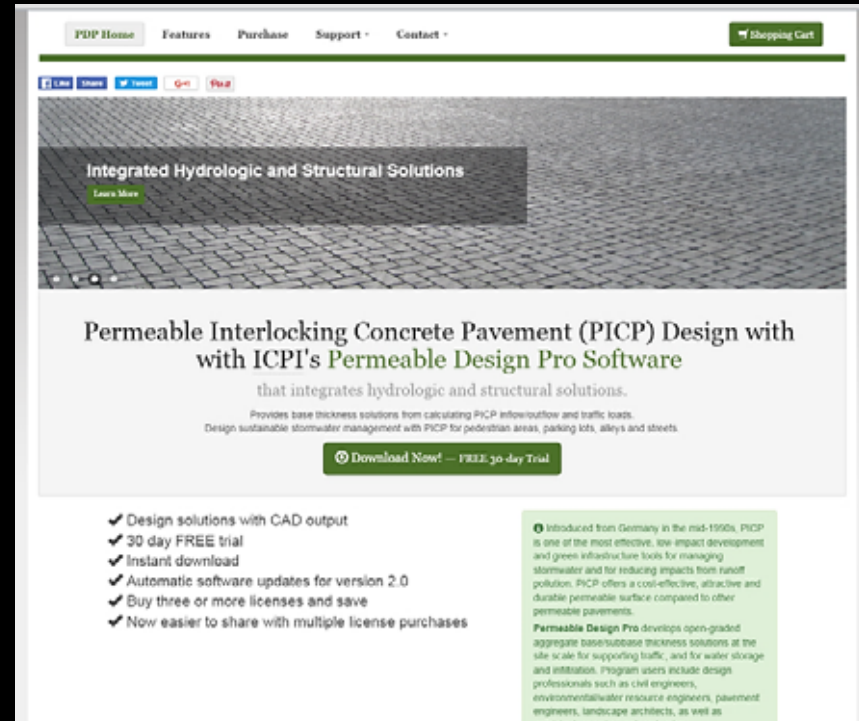 PDP Home Features Purchase Support Contact Shopping Cart
Like Share Tweet G+1 Pin it
Integrated Hydrologic and Structural Solutions
Learn More
Permeable Interlocking Concrete Pavement (PICP) Design with
with ICPI's Permeable Design Pro Software
that integrates hydrologic and structural solutions.
Provides base thickness solutions from calculating PICP inflow/outflow and traffic loads.
Design sustainable stormwater management with PICP for pedestrian areas, parking lots, alleys and streets.
Download Now! — FREE 30-day Trial
Design solutions with CAD output
30 day FREE trial
Instant download
Automatic software updates for version 2.0
Buy three or more licenses and save
Now easier to share with multiple license purchases
Introduced from Germany in the mid-1990s, PICP
is one of the most effective, low-impact development
and green infrastructure tools for managing
stormwater and for reducing impacts from runoff
pollution. PICP offers a cost-effective, attractive and
durable permeable surface compared to other
permeable pavements.
Permeable Design Pro develops open-graded
aggregate base/subbase thickness solutions at the
site scale for supporting traffic, and for water storage
and infiltration. Program users include design
professionals such as civil engineers,
environmental/water resource engineers, pavement
engineers, landscape architects, as well as